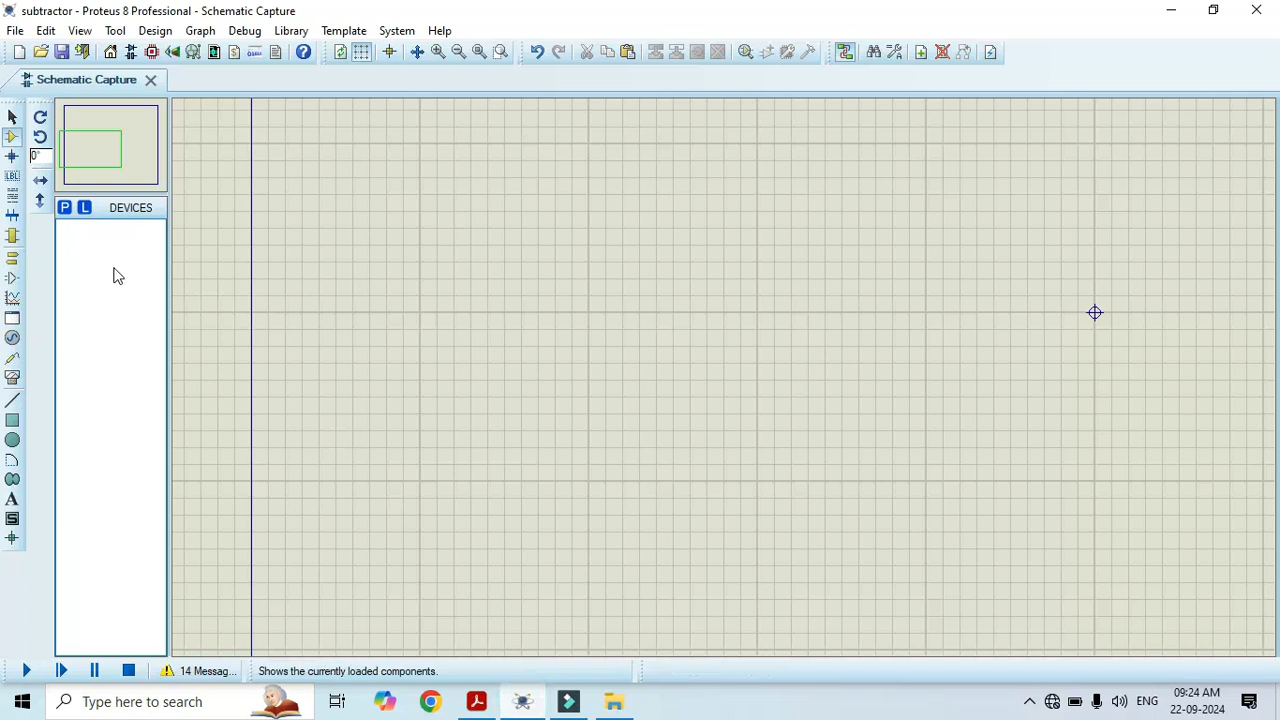 subtractor - Proteus 8 Professional - Schematic Capture
File Edit View Tool Design Graph Debug Library Template System Help
Schematic Capture
0°
P L DEVICES
LBL
A
S
14 Messag... Shows the currently loaded components.
Type here to search
ENG
09:24 AM
22-09-2024